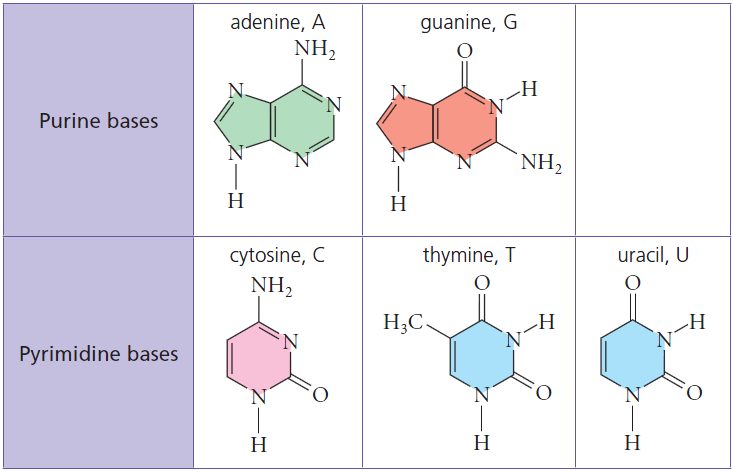 adenine, A
guanine, G
NH₂
O
N
N
N
H
N
Purine bases
N
N
N
N
NH₂
H
H
cytosine, C
thymine, T
uracil, U
NH₂
O
O
H₃C
H
H
N
N
N
Pyrimidine bases
N
O
N
O
N
O
H
H
H